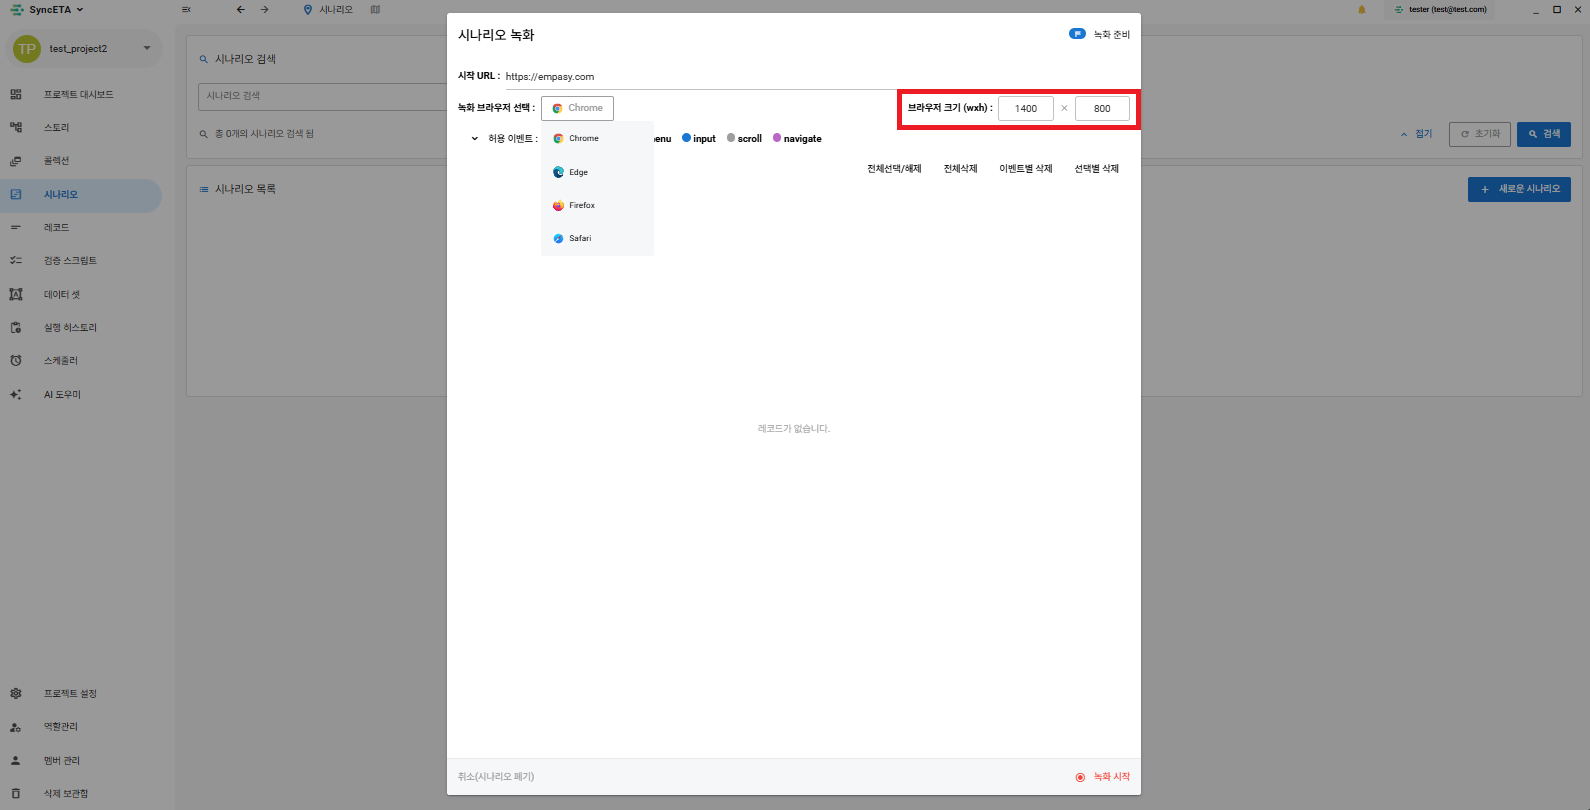 SyncETA
시나리오
tester (test@test.com)
TP
test_project2
프로젝트 대시보드
스토리
콜렉션
시나리오
레코드
검증 스크립트
데이터 셋
실행 히스토리
스케줄러
AI 도우미
프로젝트 설정
역할관리
멤버 관리
삭제 보관함
시나리오 검색
시나리오 검색
총 0개의 시나리오 검색 됨
접기
초기화
검색
시나리오 목록
+ 새로운 시나리오
시나리오 녹화
녹화 준비
시작 URL : https://empasy.com
녹화 브라우저 선택 : Chrome
브라우저 크기 (wxh) : 1400 × 800
허용 이벤트 : enu input scroll navigate
Chrome
Edge
Firefox
Safari
전체선택/해제 전체삭제 이벤트별 삭제 선택별 삭제
레코드가 없습니다.
취소(시나리오 폐기)
녹화 시작